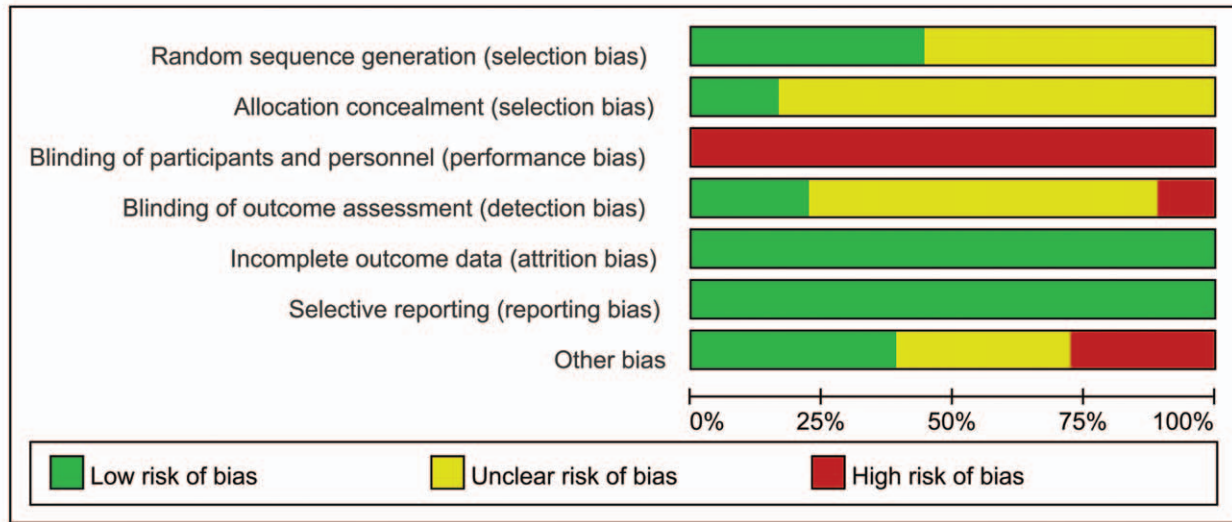 Random sequence generation (selection bias)
Allocation concealment (selection bias)
Blinding of participants and personnel (performance bias)
Blinding of outcome assessment (detection bias)
Incomplete outcome data (attrition bias)
Selective reporting (reporting bias)
Other bias
0% 25% 50% 75% 100%
Low risk of bias Unclear risk of bias High risk of bias